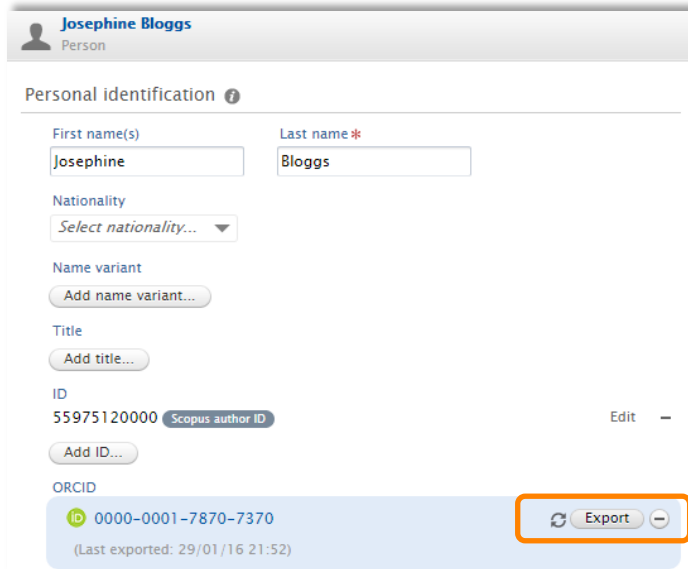 Josephine Bloggs
Person
Personal identification i
First name(s) Last name *
Josephine Bloggs
Nationality
Select nationality...
Name variant
Add name variant...
Title
Add title...
ID
55975120000 Scopus author ID Edit –
Add ID...
ORCID
iD 0000-0001-7870-7370 Export –
(Last exported: 29/01/16 21:52)